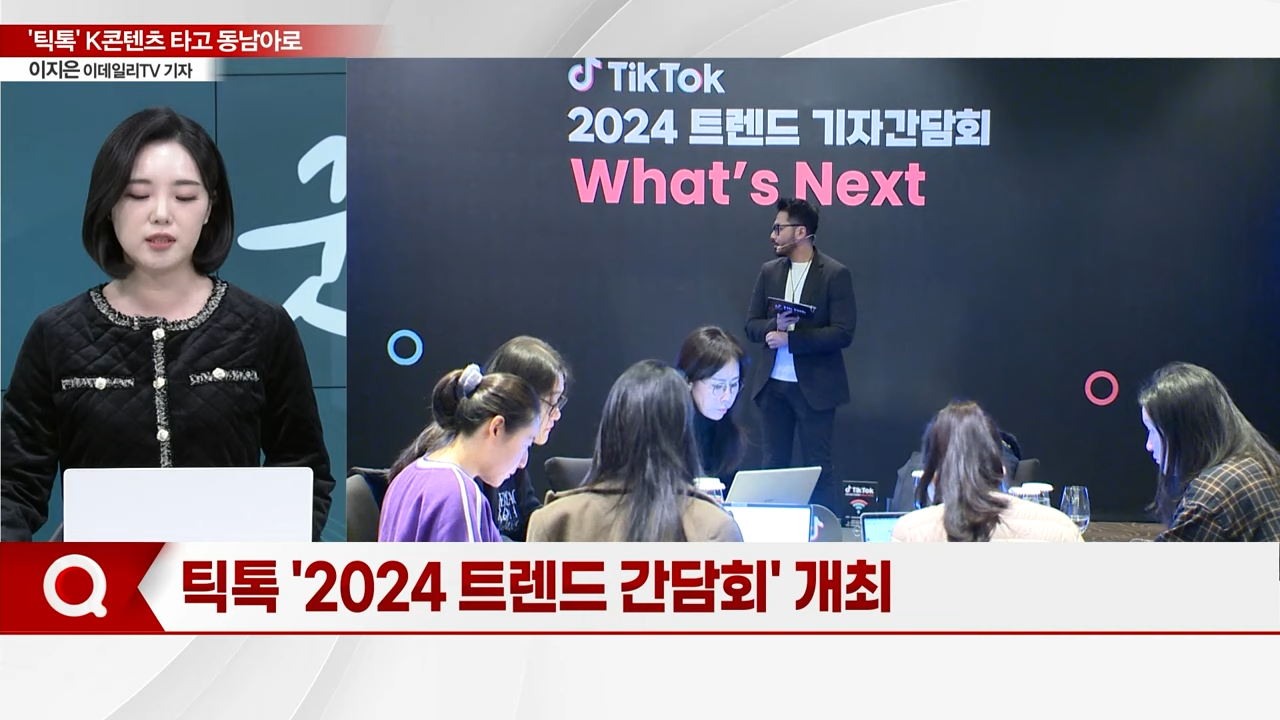 '틱톡' K콘텐츠 타고 동남아로
이지은 이데일리TV 기자
TikTok
2024 트렌드 기자간담회
What's Next
TikTok
틱톡 '2024 트렌드 간담회' 개최